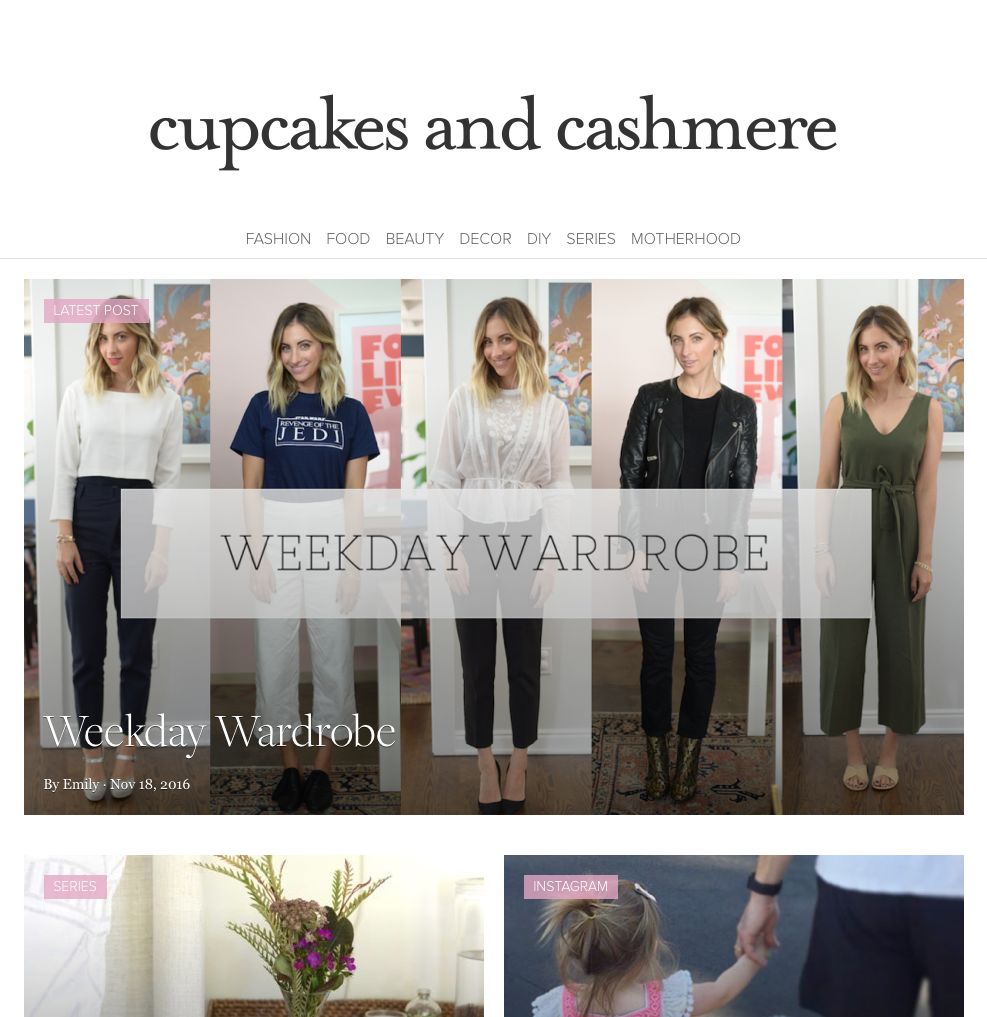 cupcakes and cashmere
FASHION FOOD BEAUTY DECOR DIY SERIES MOTHERHOOD
LATEST POST
STAR WARS
REVENGE OF THE
JEDI
WEEKDAY WARDROBE
Weekday Wardrobe
By Emily · Nov 18, 2016
SERIES
INSTAGRAM